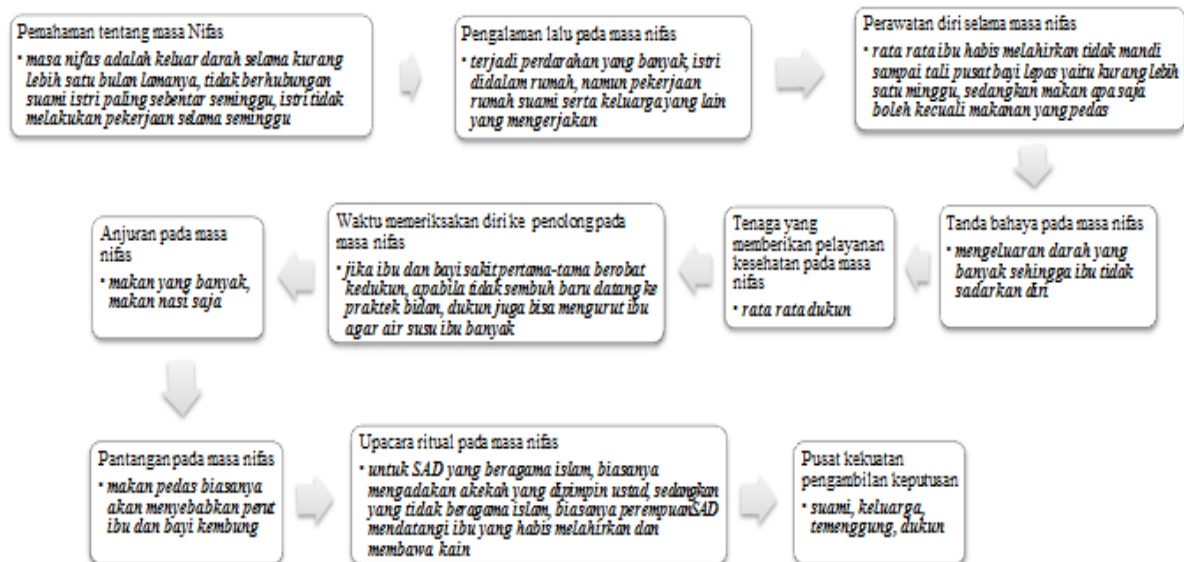 Pemahaman tentang masa Nifas
• masa nifas adalah keluar darah selama kurang
lebih satu bulan lamanya, tidak berhubungan
suami istri paling sebentar seminggu, istri tidak
melakukan pekerjaan selama seminggu
Pengalaman lalu pada masa nifas
• terjadi perdarahan yang banyak, istri
didalam rumah, namun pekerjaan
rumah suami serta keluarga yang lain
yang mengerjakan
Perawatan diri selama masa nifas
• rata rata ibu habis melahirkan tidak mandi
sampai tali pusat bayi lepas yaitu kurang lebih
satu minggu, sedangkan makan apa saja
boleh kecuali makanan yang pedas
Tanda bahaya pada masa nifas
• mengeluaran darah yang
banyak sehingga ibu tidak
sadarkan diri
Tenaga yang
memberikan pelayanan
kesehatan pada masa
nifas
• rata rata dukun
Waktu memeriksakan diri ke penolong pada
masa nifas
• jika ibu dan bayi sakit pertama-tama berobat
kedukun, apabila tidak sembuh baru datang ke
praktek bidan, dukun juga bisa mengurut ibu
agar air susu ibu banyak
Anjuran pada masa
nifas
• makan yang banyak,
makan nasi saja
Pantangan pada masa nifas
• makan pedas biasanya
akan menyebabkan perut
ibu dan bayi kembung
Upacara ritual pada masa nifas
• untuk SAD yang beragama islam, biasanya
mengadakan akekah yang dipimpin ustad, sedangkan
yang tidak beragama islam, biasanya perempuanSAD
mendatangi ibu yang habis melahirkan dan
membawa kain
Pusat kekuatan
pengambilan keputusan
• suami, keluarga,
temenggung, dukun